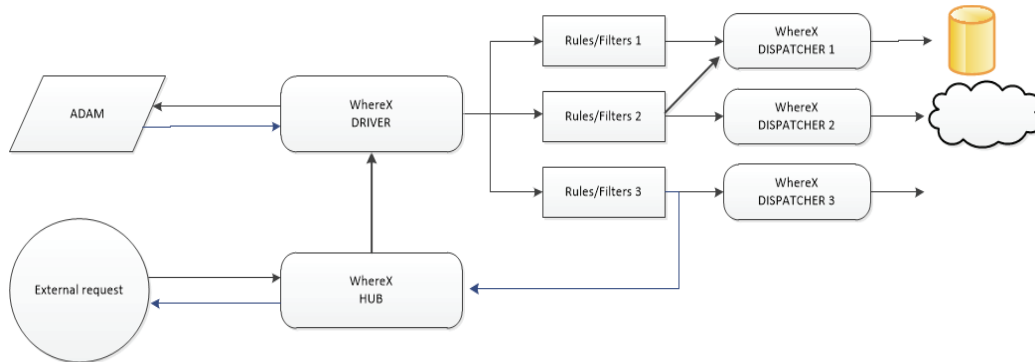 Rules/Filters 1
WhereX
DISPATCHER 1
ADAM
WhereX
DRIVER
Rules/Filters 2
WhereX
DISPATCHER 2
Rules/Filters 3
WhereX
DISPATCHER 3
External request
WhereX
HUB